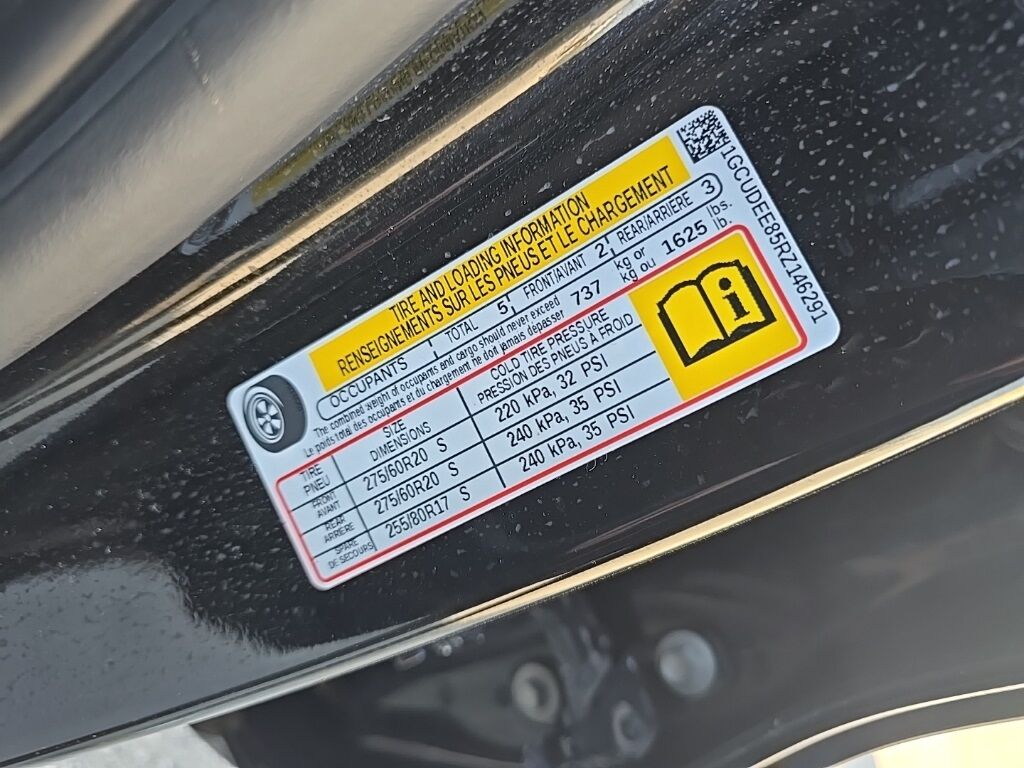 TIRE AND LOADING INFORMATION
RENSEIGNEMENTS SUR LES PNEUS ET LE CHARGEMENT
OCCUPANTS TOTAL 5 FRONT/AVANT 2 REAR/ARRIÈRE 3
The combined weight of occupants and cargo should never exceed 737 kg or 1625 lbs.
Le poids total des occupants et du chargement ne doit jamais dépasser kg ou lb.
TIRE SIZE COLD TIRE PRESSURE
PNEU DIMENSIONS PRESSION DES PNEUS À FROID
FRONT
AVANT 275/60R20 S 220 kPa, 32 PSI
REAR
ARRIÈRE 275/60R20 S 240 kPa, 35 PSI
SPARE
DE SECOURS 255/80R17 S 240 kPa, 35 PSI
i
1GCUDEE85RZ146291